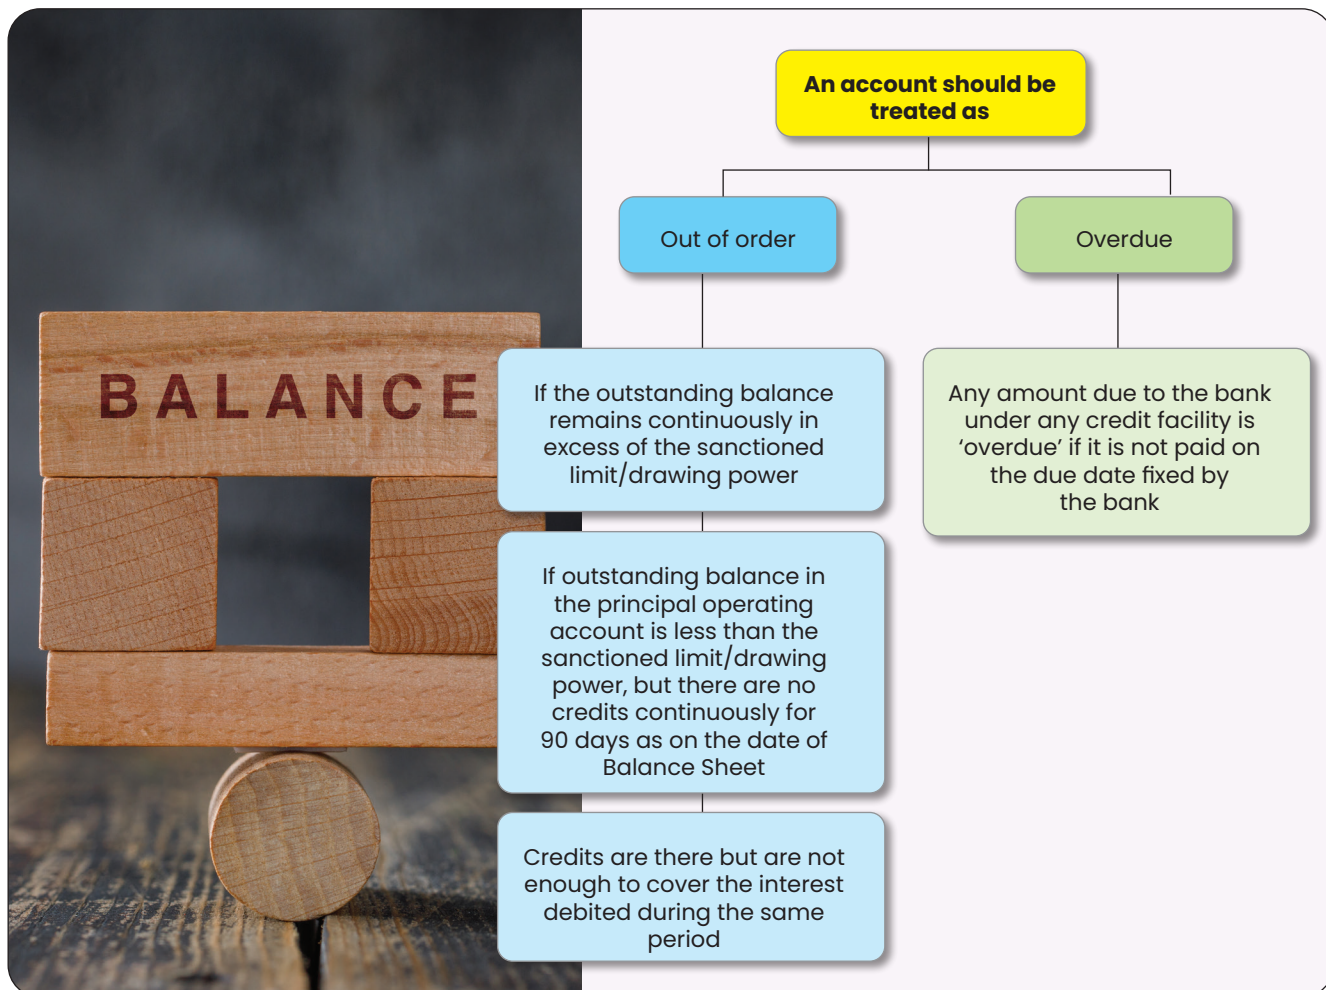 An account should be
treated as
Out of order
Overdue
BALANCE
If the outstanding balance
remains continuously in
excess of the sanctioned
limit/drawing power
Any amount due to the bank
under any credit facility is
‘overdue’ if it is not paid on
the due date fixed by
the bank
If outstanding balance in
the principal operating
account is less than the
sanctioned limit/drawing
power, but there are no
credits continuously for
90 days as on the date of
Balance Sheet
Credits are there but are not
enough to cover the interest
debited during the same
period